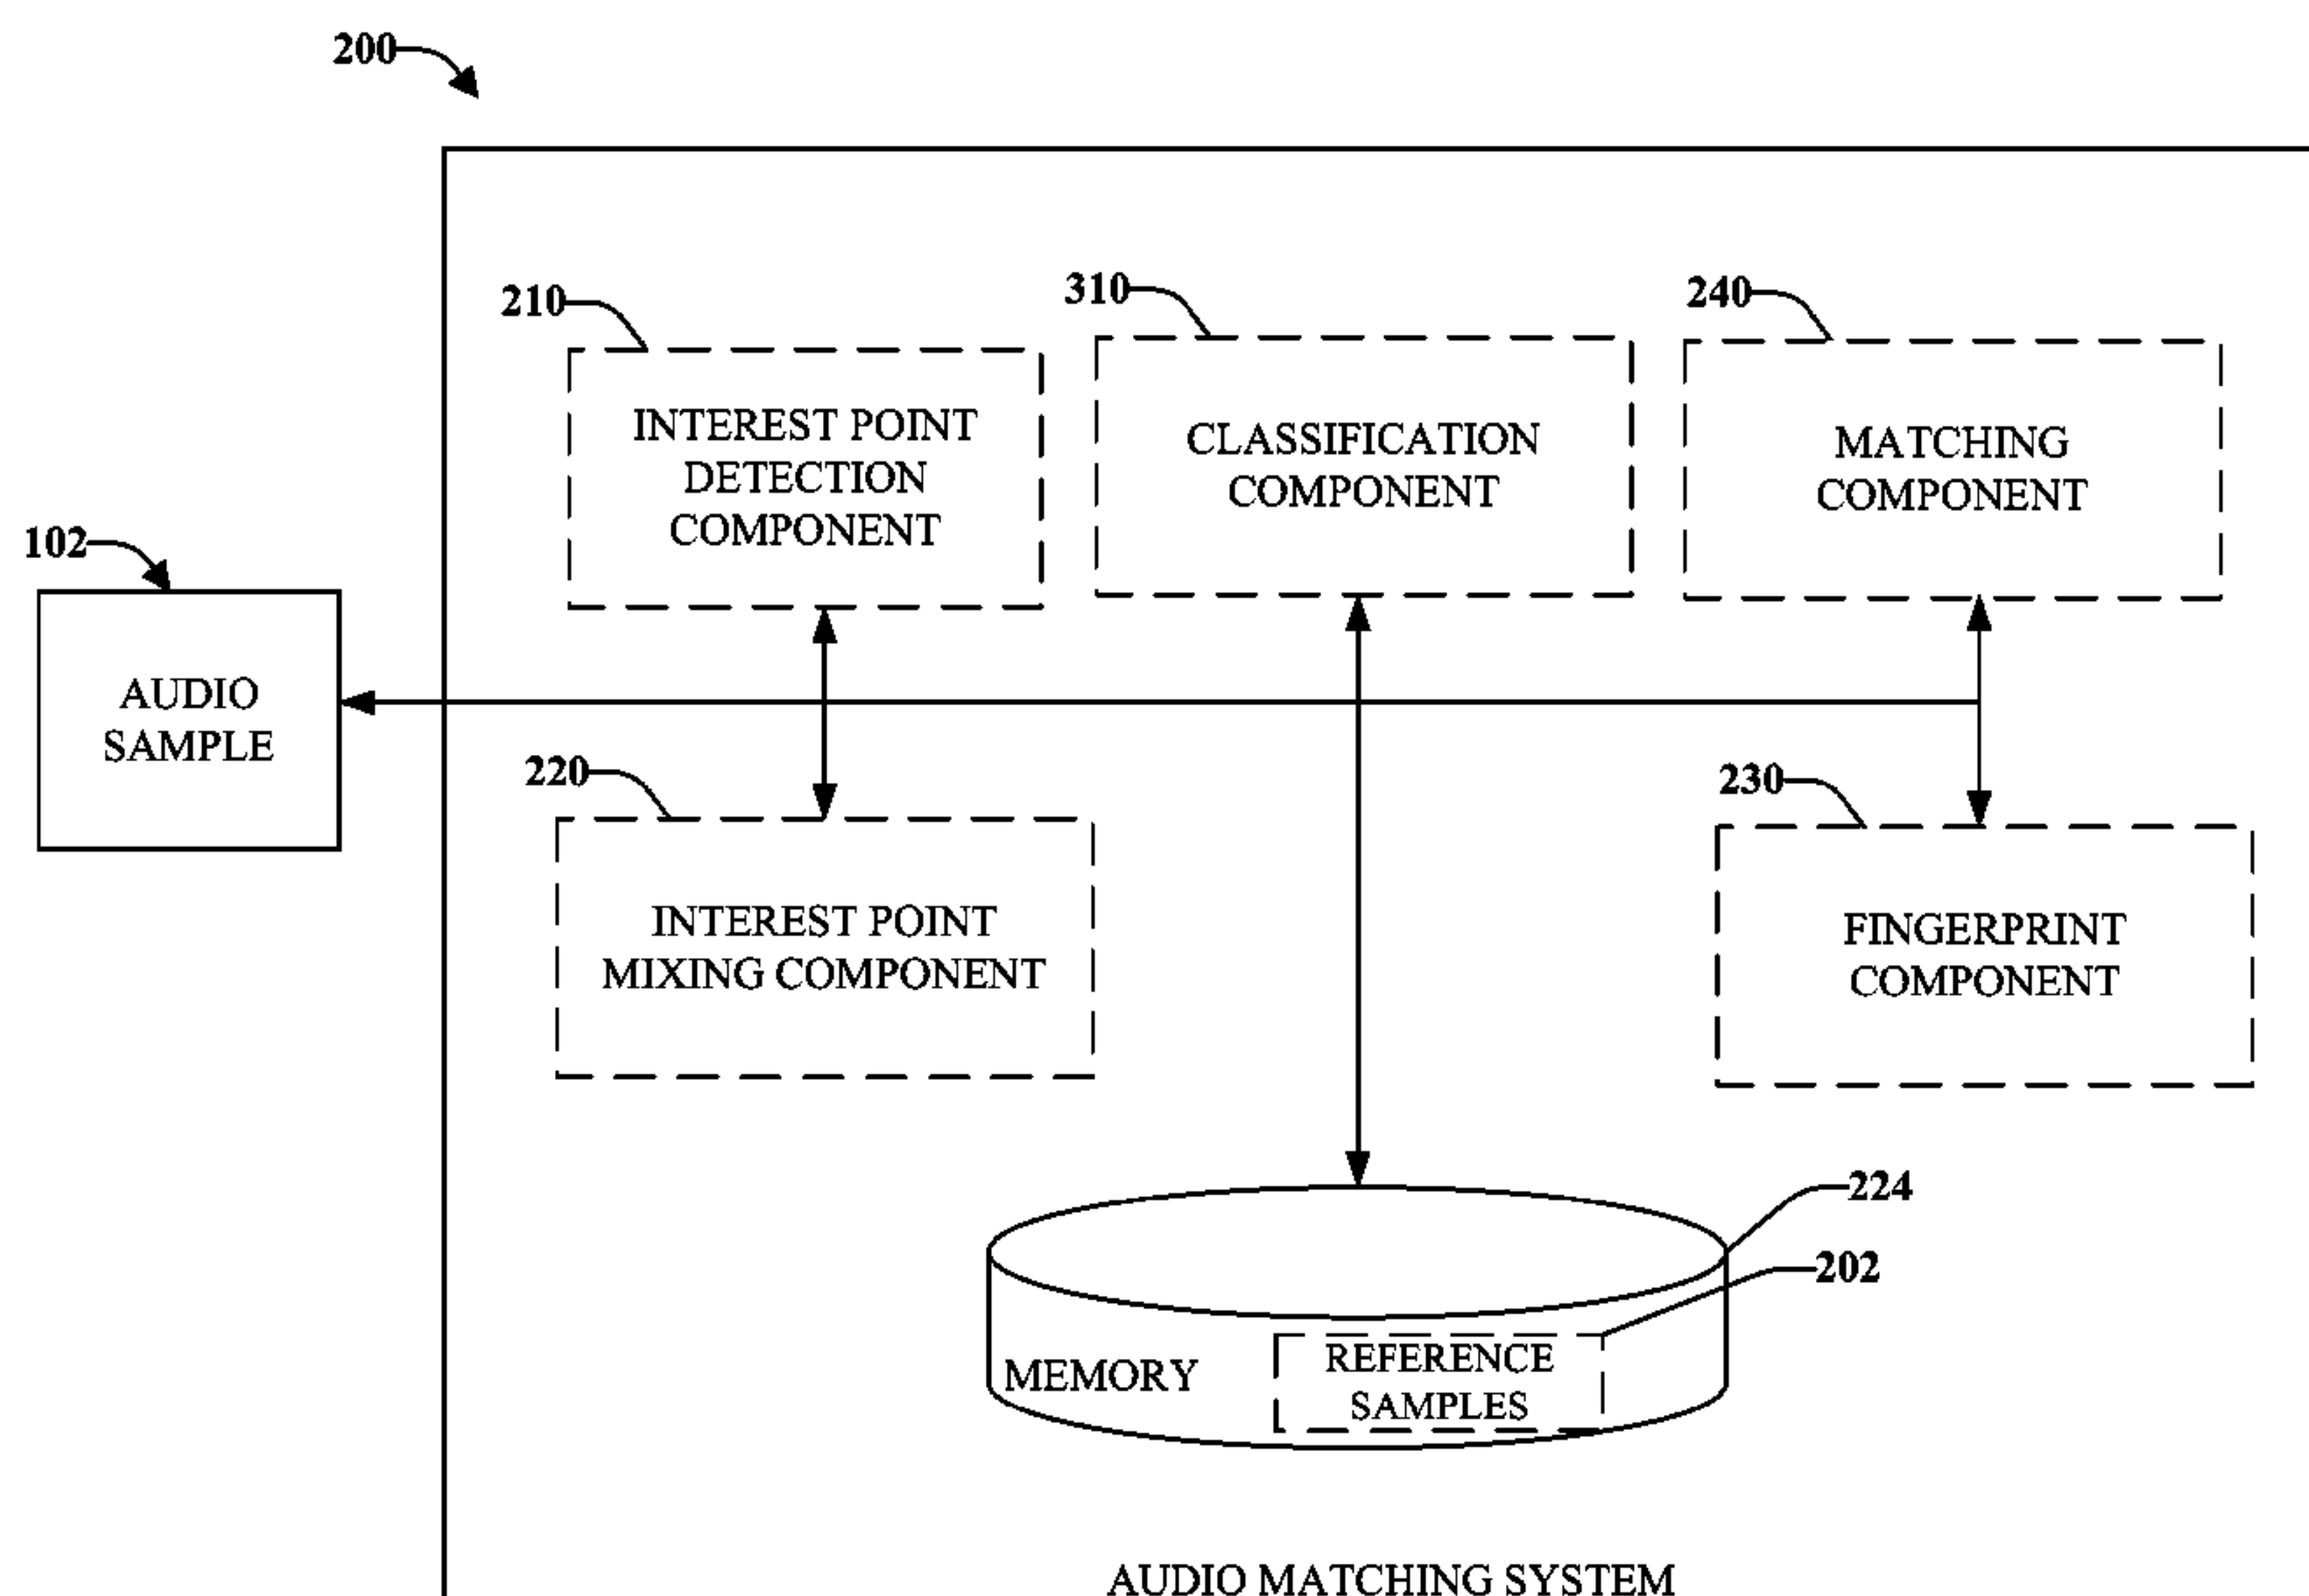 200
210
310
240
INTEREST POINT
DETECTION
COMPONENT
CLASSIFICATION
COMPONENT
MATCHING
COMPONENT
102
AUDIO
SAMPLE
220
230
INTEREST POINT
MIXING COMPONENT
FINGERPRINT
COMPONENT
224
202
MEMORY
REFERENCE
SAMPLES
AUDIO MATCHING SYSTEM